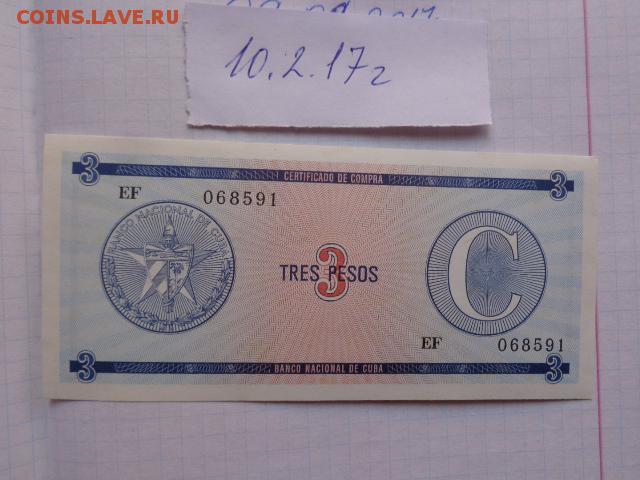 COINS.LAVE.RU
10.2.17г
3 CERTIFICADO DE COMPRA 3
EF 068591
BANCO NACIONAL DE CUBA
TRES PESOS
3
C
EF 068591
3 BANCO NACIONAL DE CUBA 3